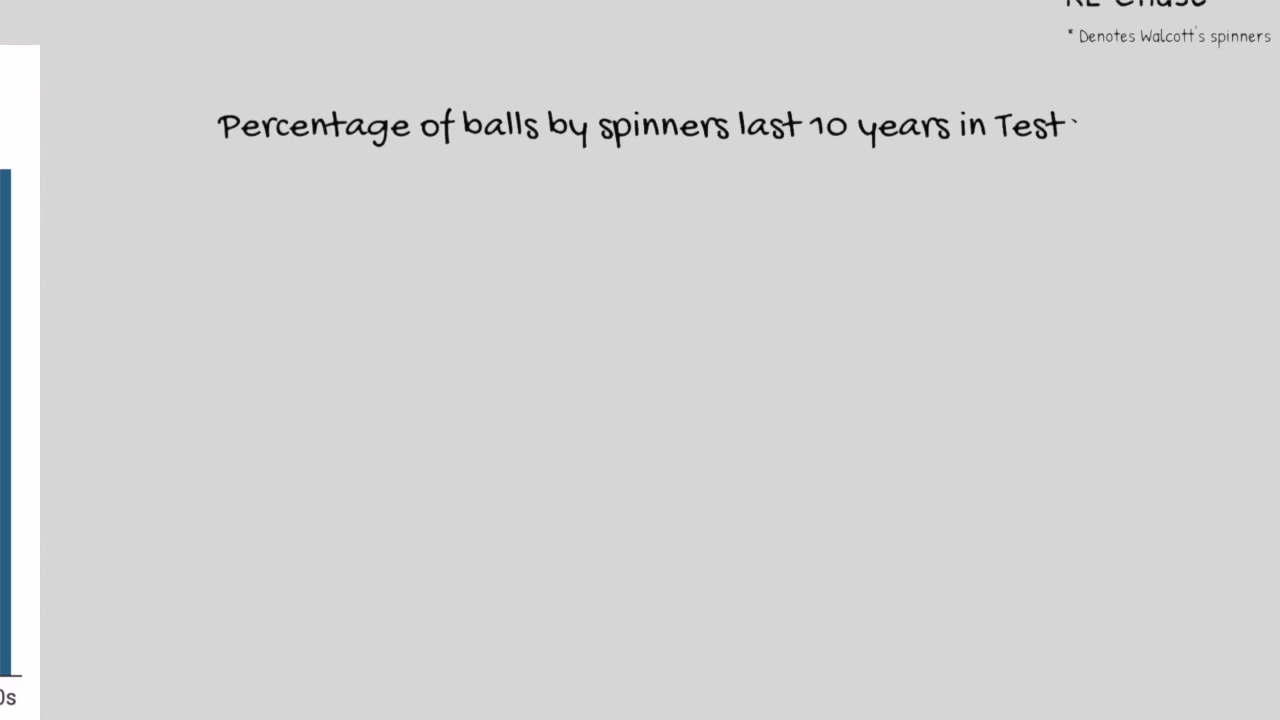 * Denotes Walcott's spinners
Percentage of balls by spinners last 10 years in Test